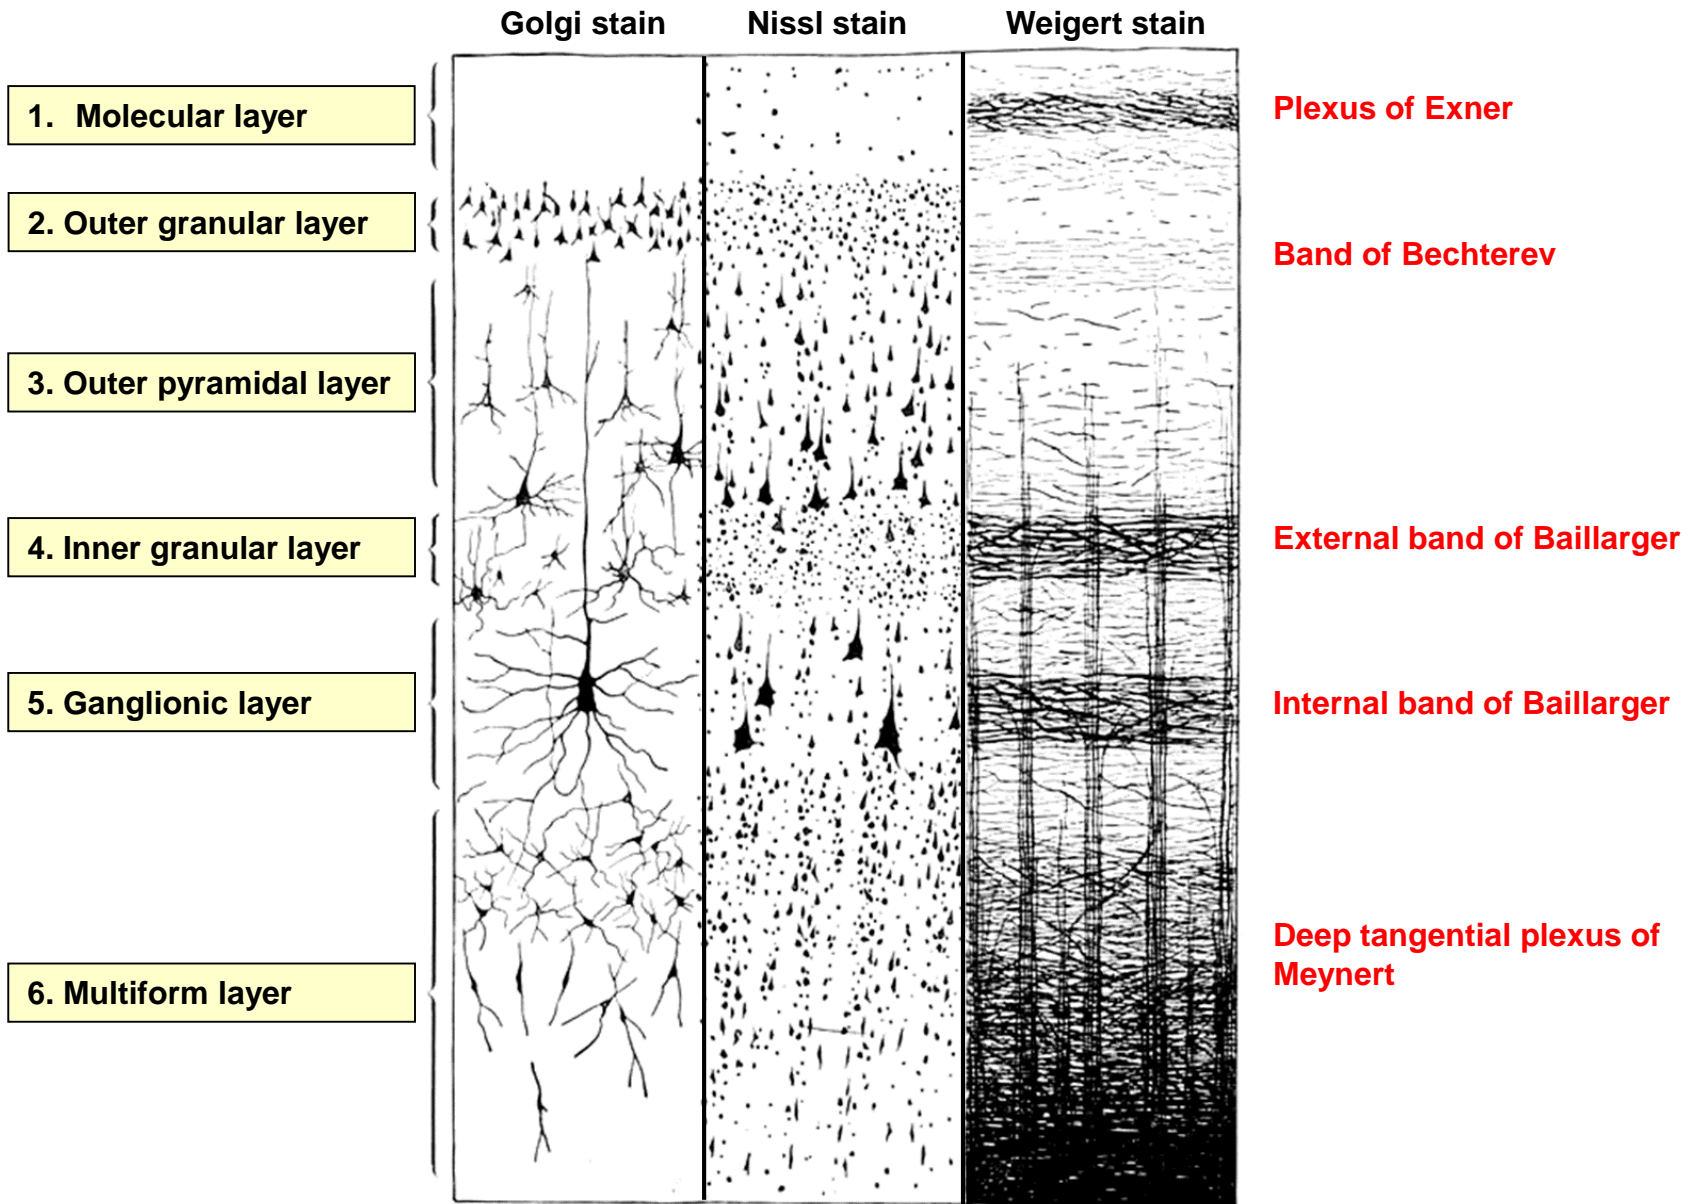 Golgi stain
Nissl stain
Weigert stain
1. Molecular layer
Plexus of Exner
2. Outer granular layer
Band of Bechterev
3. Outer pyramidal layer
4. Inner granular layer
External band of Baillarger
5. Ganglionic layer
Internal band of Baillarger
6. Multiform layer
Deep tangential plexus of
Meynert